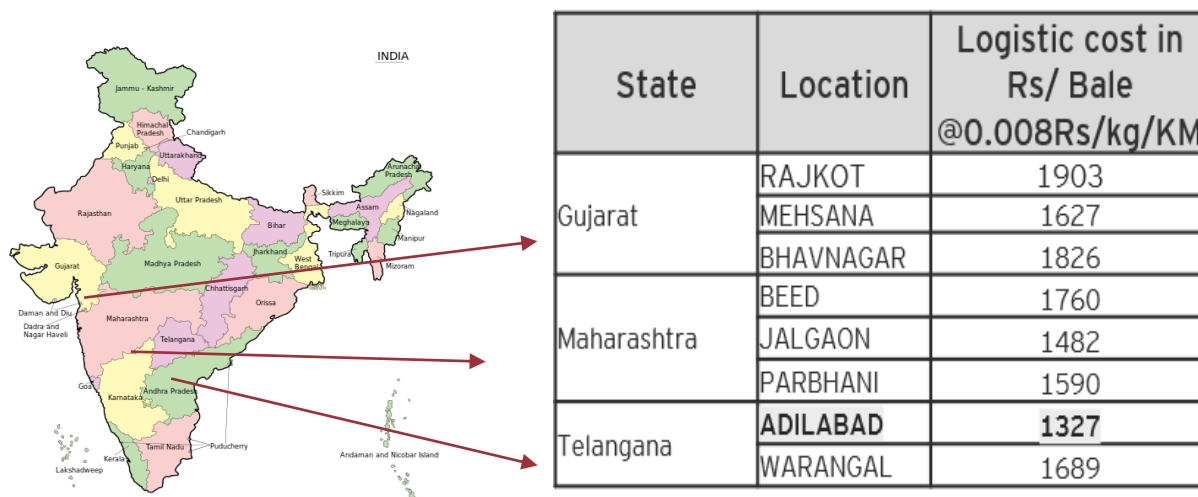 INDIA
Jammu - Kashmir
Himachal
Pradesh
Chandigarh
Punjab
Uttarakhand
Haryana
Delhi
Arunachal
Pradesh
Sikkim
Rajasthan
Uttar Pradesh
Assam
Nagaland
Bihar
Meghalaya
Manipur
Tripura
Mizoram
Jharkhand
West
Bengal
Gujarat
Madhya Pradesh
Chhattisgarh
Orissa
Daman and Diu
Dadra and
Nagar Haveli
Maharashtra
Telangana
Goa
Karnataka
Andhra Pradesh
Tamil Nadu
Puducherry
Kerala
Lakshadweep
Andaman and Nicobar Island
State Location Logistic cost in
Rs/ Bale
@0.008Rs/kg/KM
Gujarat
RAJKOT 1903
MEHSANA 1627
BHAVNAGAR 1826
Maharashtra
BEED 1760
JALGAON 1482
PARBHANI 1590
Telangana
ADILABAD 1327
WARANGAL 1689